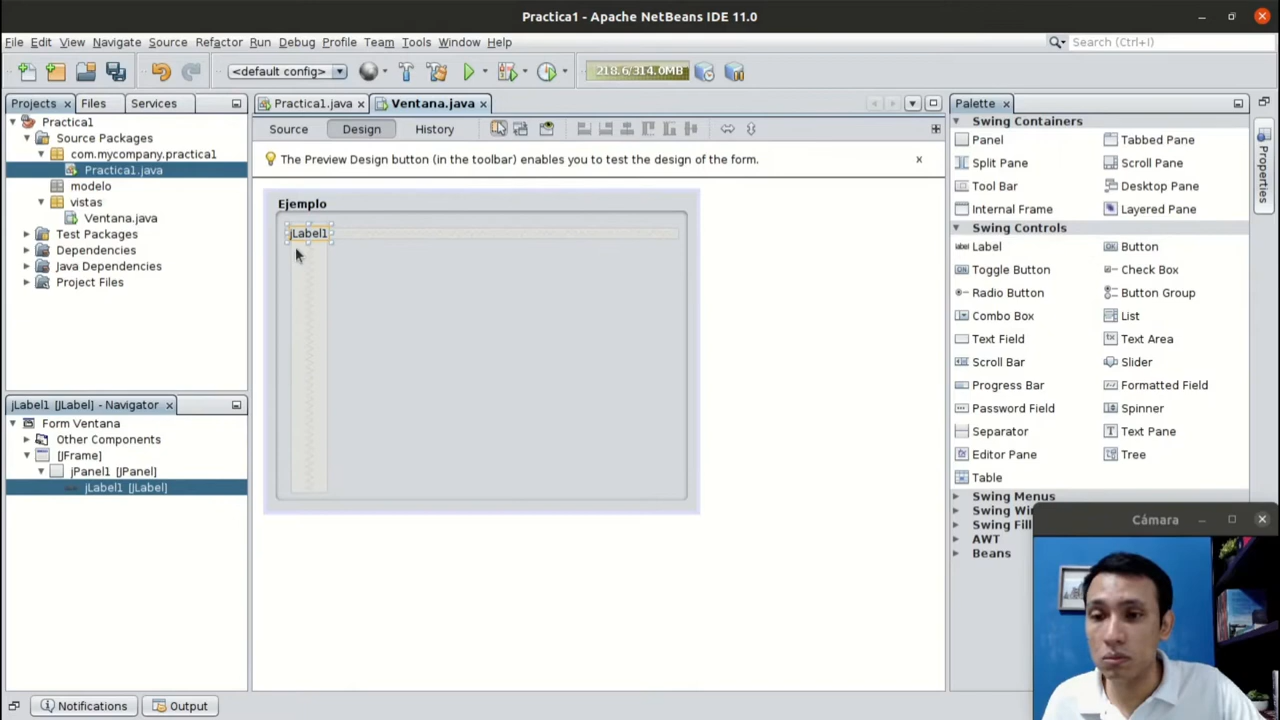 Practica1 - Apache NetBeans IDE 11.0
File Edit View Navigate Source Refactor Run Debug Profile Team Tools Window Help
Search (Ctrl+I)
<default config>
218.6/314.0MB
Projects Files Services
Practica1
Source Packages
com.mycompany.practica1
Practica1.java
modelo
vistas
Ventana.java
Test Packages
Dependencies
Java Dependencies
Project Files
jLabel1 [JLabel] - Navigator
Form Ventana
Other Components
[JFrame]
jPanel1 [JPanel]
jLabel1 [JLabel]
Practica1.java Ventana.java
Source Design History
The Preview Design button (in the toolbar) enables you to test the design of the form.
Ejemplo
jLabel1
Palette
Swing Containers
Panel Tabbed Pane
Split Pane Scroll Pane
Tool Bar Desktop Pane
Internal Frame Layered Pane
Swing Controls
Label Button
Toggle Button Check Box
Radio Button Button Group
Combo Box List
Text Field Text Area
Scroll Bar Slider
Progress Bar Formatted Field
Password Field Spinner
Separator Text Pane
Editor Pane Tree
Table
Swing Menus
Swing
Swing
AWT
Beans
Properties
Cámara
Notifications Output